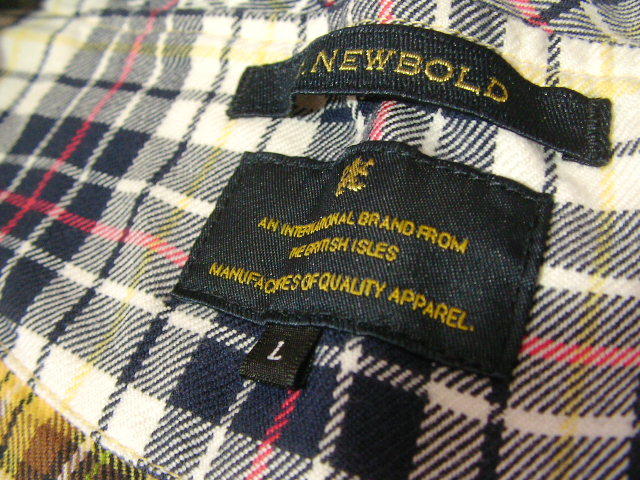 . NEWBOLD
AN INTERNATIONAL BRAND FROM
THE BRITISH ISLES
MANUFACTURES OF QUALITY APPAREL.
L